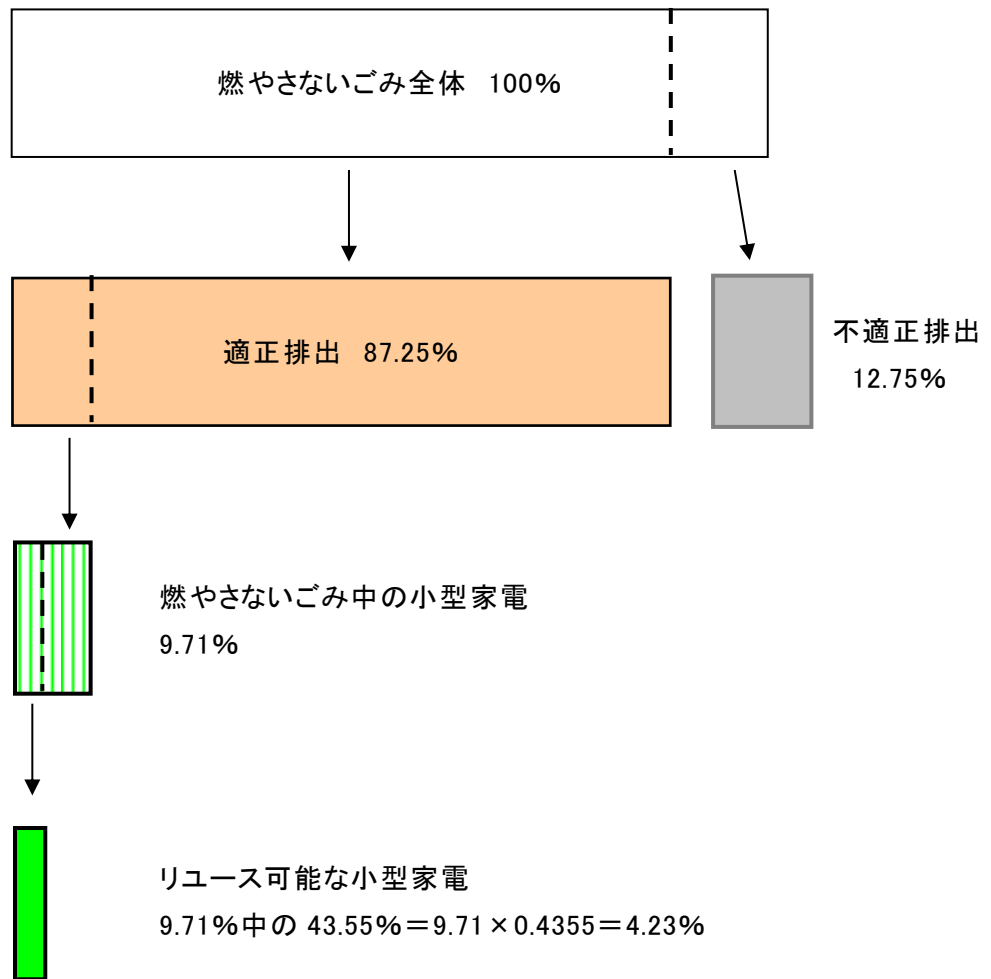 燃やさないごみ全体 100%
適正排出 87.25%
不適正排出
12.75%
燃やさないごみ中の小型家電
9.71%
リユース可能な小型家電
9.71%中の 43.55%＝9.71×0.4355＝4.23%